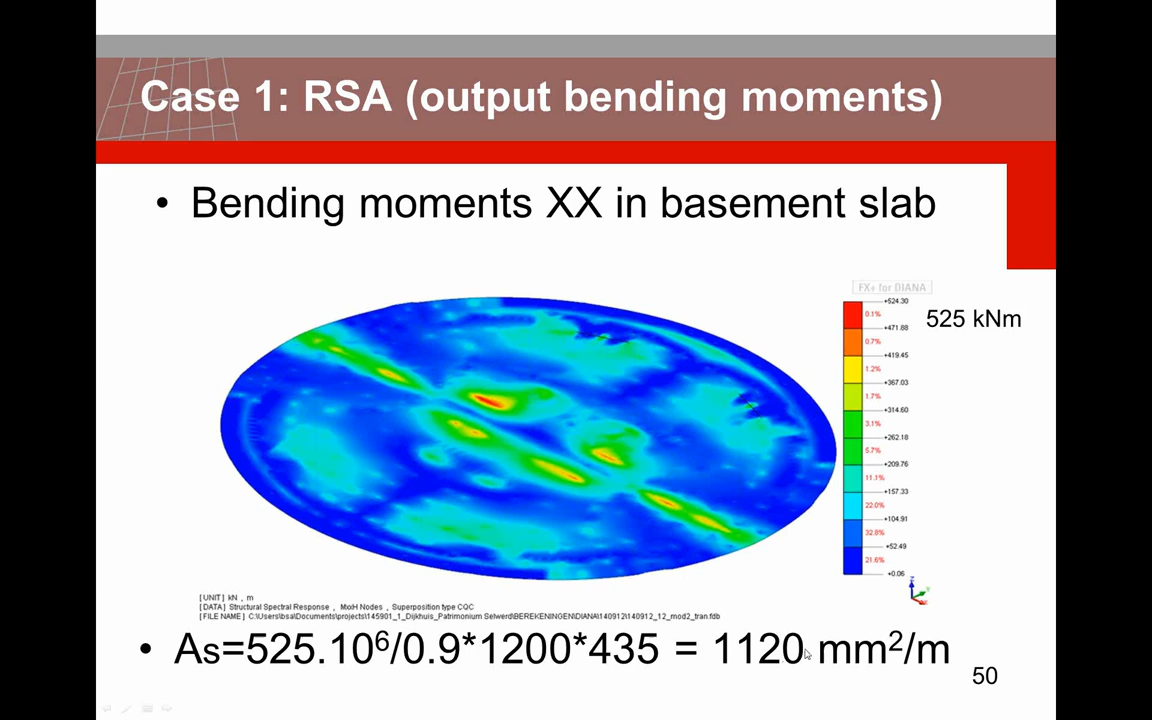 Case 1: RSA (output bending moments)
• Bending moments XX in basement slab
FX+ for DIANA
+524.30
0.1%
525 kNm
+471.88
0.7%
+419.45
1.2%
+367.03
1.7%
+314.60
3.1%
+262.18
5.7%
+209.76
11.1%
+157.33
22.0%
+104.91
32.8%
+52.49
21.6%
+0.06
[UNIT] kN , m
[DATA] Structural Spectral Response , MxxH Nodes , Superposition type CQC
[FILE NAME] C:\Users\bsa\Documents\projects\145901_1_Dijkhuis_Patrimonium Selwerd\BEREKENINGEN\DIANA\140912\140912_12_mod2_tran.fdb
• As=525.10⁶/0.9*1200*435 = 1120 mm²/m
50